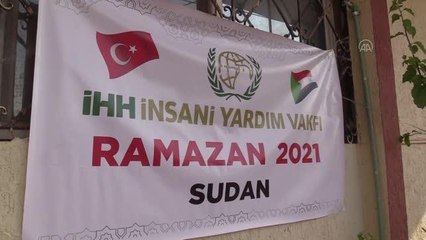 İHH İNSANİ YARDIM VAKFI
RAMAZAN 2021
SUDAN